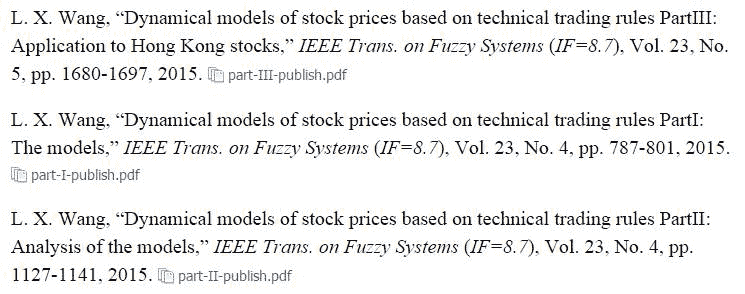 L. X. Wang, “Dynamical models of stock prices based on technical trading rules PartIII:
Application to Hong Kong stocks,” IEEE Trans. on Fuzzy Systems (IF=8.7), Vol. 23, No.
5, pp. 1680-1697, 2015. part-III-publish.pdf
L. X. Wang, “Dynamical models of stock prices based on technical trading rules PartI:
The models,” IEEE Trans. on Fuzzy Systems (IF=8.7), Vol. 23, No. 4, pp. 787-801, 2015.
part-I-publish.pdf
L. X. Wang, “Dynamical models of stock prices based on technical trading rules PartII:
Analysis of the models,” IEEE Trans. on Fuzzy Systems (IF=8.7), Vol. 23, No. 4, pp.
1127-1141, 2015. part-II-publish.pdf